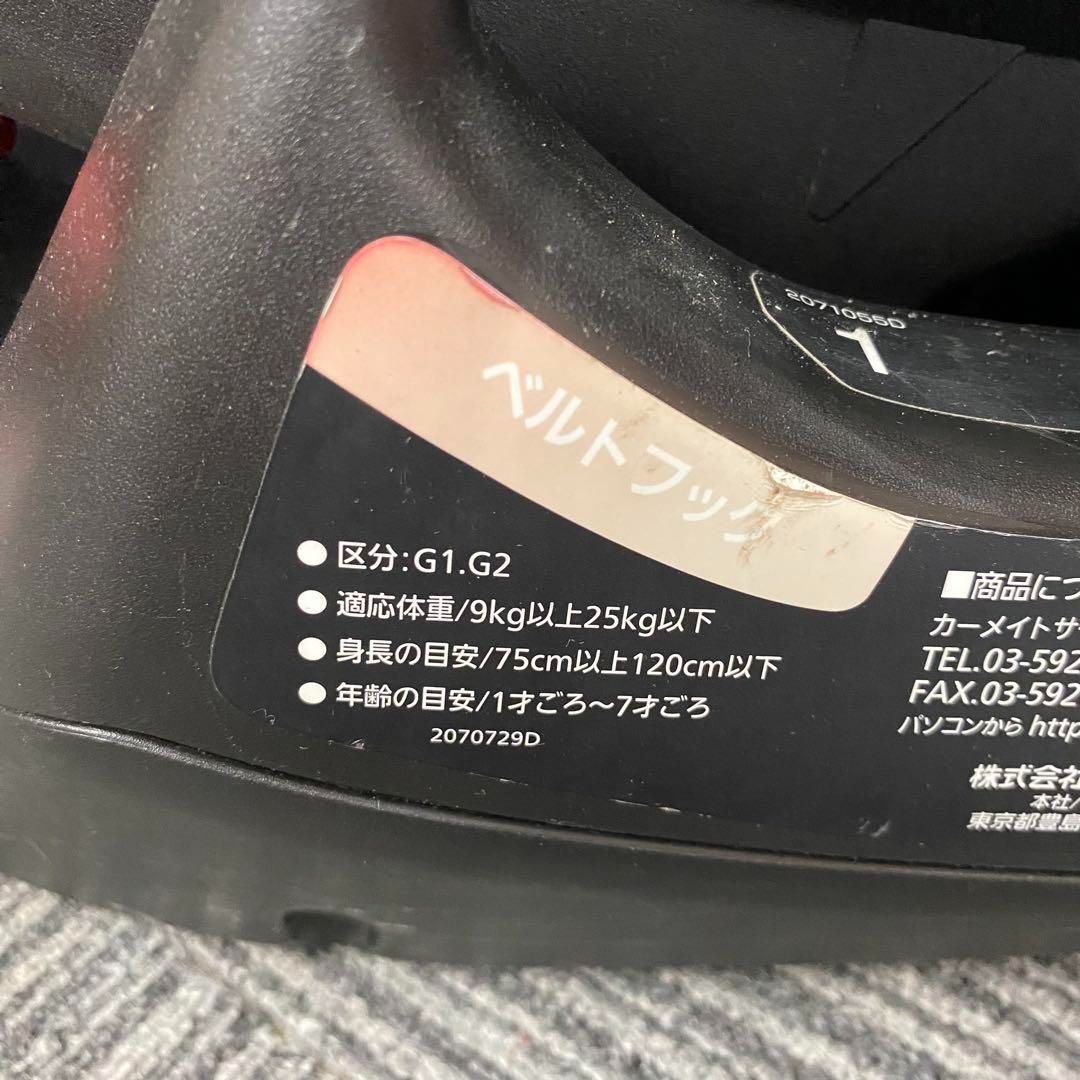 2071055D
1
ベルトフック
● 区分:G1.G2
● 適応体重/9kg以上25kg以下
● 身長の目安/75cm以上120cm以下
● 年齢の目安/1才ごろ〜7才ごろ
2070729D
■商品につ
カーメイトサ
TEL.03-592
FAX.03-592
パソコンから http
株式会社
本社/
東京都豊島